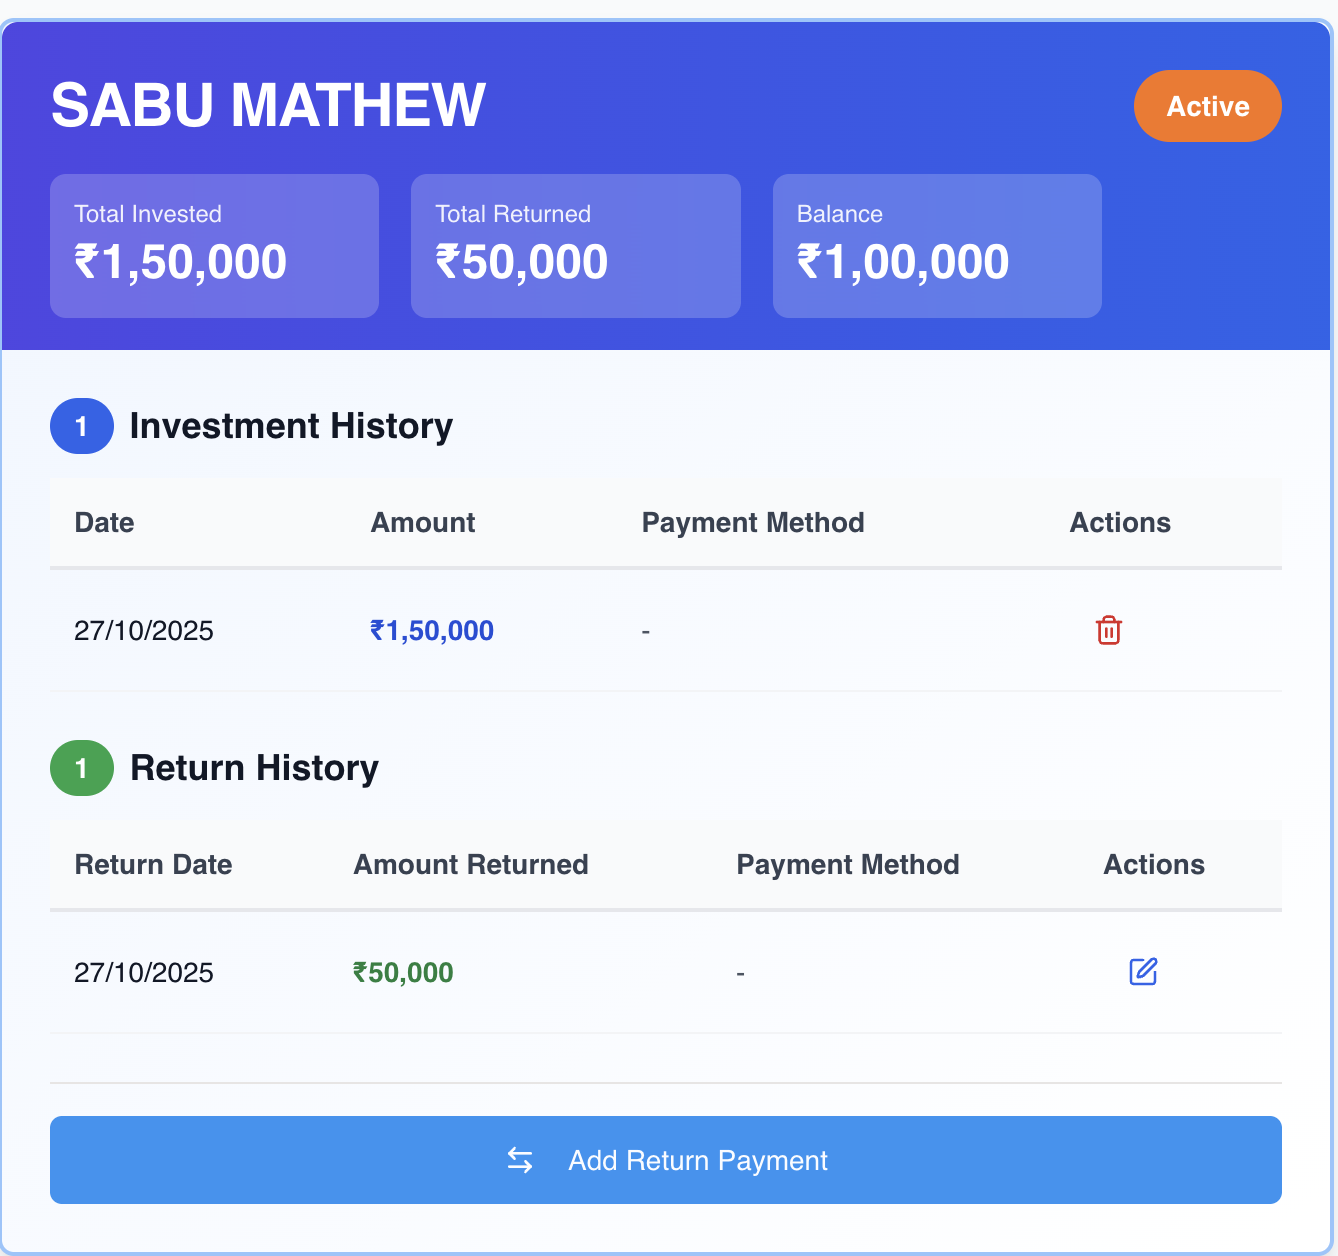 SABU MATHEW
Active
Total Invested
₹1,50,000
Total Returned
₹50,000
Balance
₹1,00,000
1 Investment History
Date Amount Payment Method Actions
27/10/2025 ₹1,50,000 -
1 Return History
Return Date Amount Returned Payment Method Actions
27/10/2025 ₹50,000 -
Add Return Payment